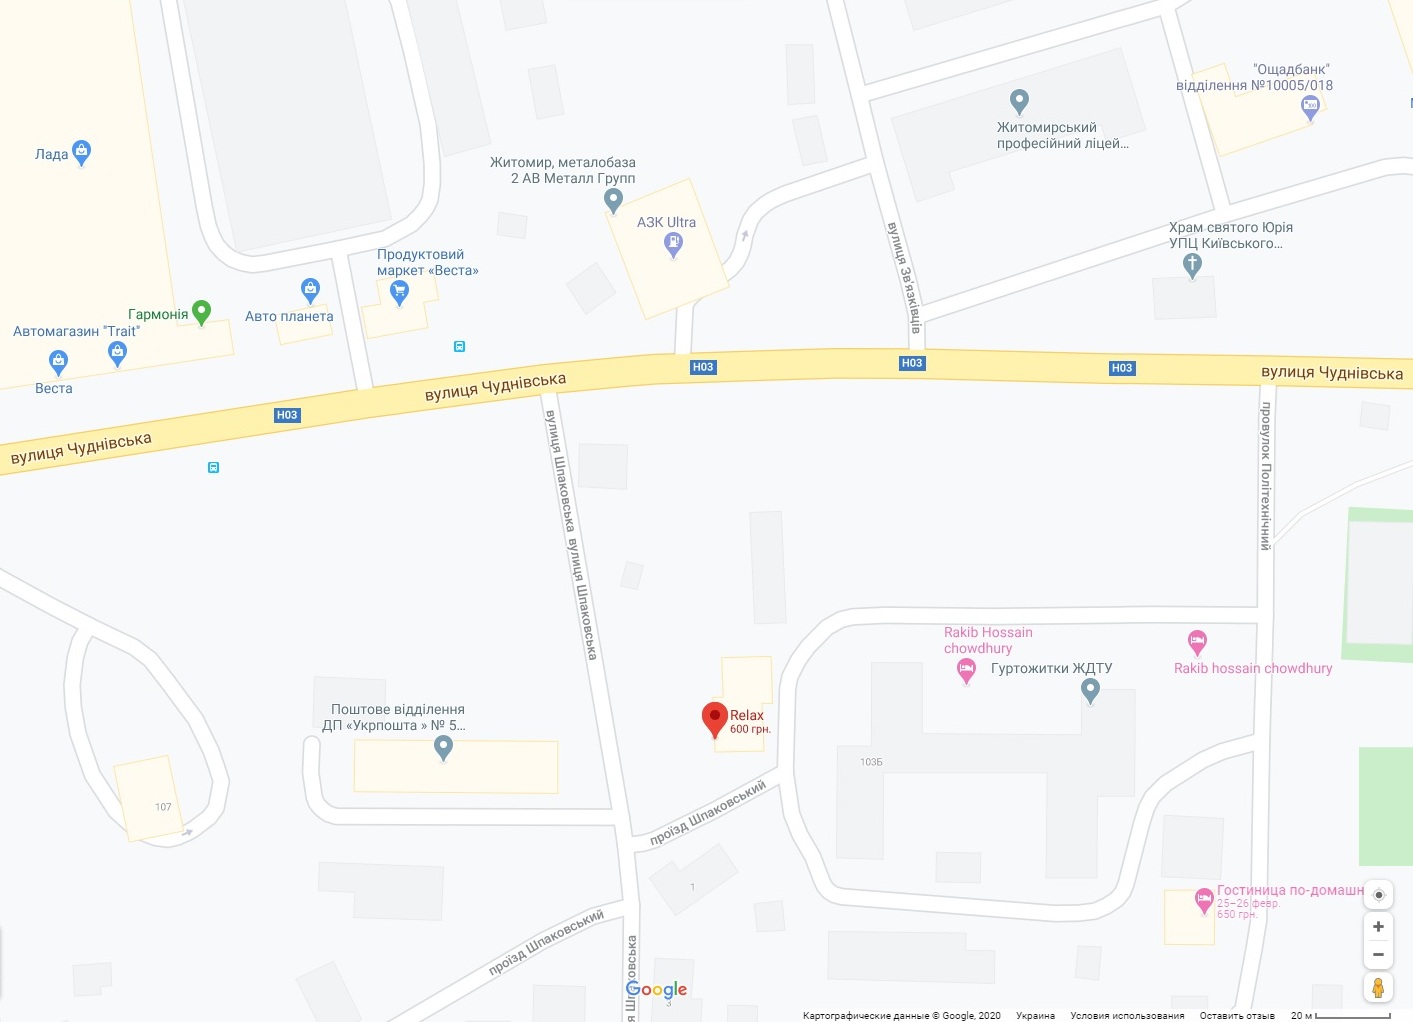 "Ощадбанк"
відділення №10005/018
Житомирський
професійний ліцей...
Лада
Житомир, металобаза
2 АВ Металл Групп
АЗК Ultra
вулиця Зв'язківців
Храм святого Юрія
УПЦ Київського...
Продуктовий
маркет «Веста»
Гармонія
Авто планета
Автомагазин "Trait"
Веста
H03
H03
H03
H03
вулиця Чуднівська
вулиця Чуднівська
вулиця Чуднівська
вулиця Шпаковська
вулиця Шпаковська
провулок Політехнічний
Rakib Hossain
chowdhury
Rakib hossain chowdhury
Гуртожитки ЖДТУ
Relax
600 грн.
Поштове відділення
ДП «Укрпошта » № 5...
103Б
107
проїзд Шпаковський
1
Гостиница по-домашн
25–26 февр.
650 грн.
проїзд Шпаковський
я Шпаковська
3
Google
Картографические данные © Google, 2020 Украина Условия использования Оставить отзыв 20 м